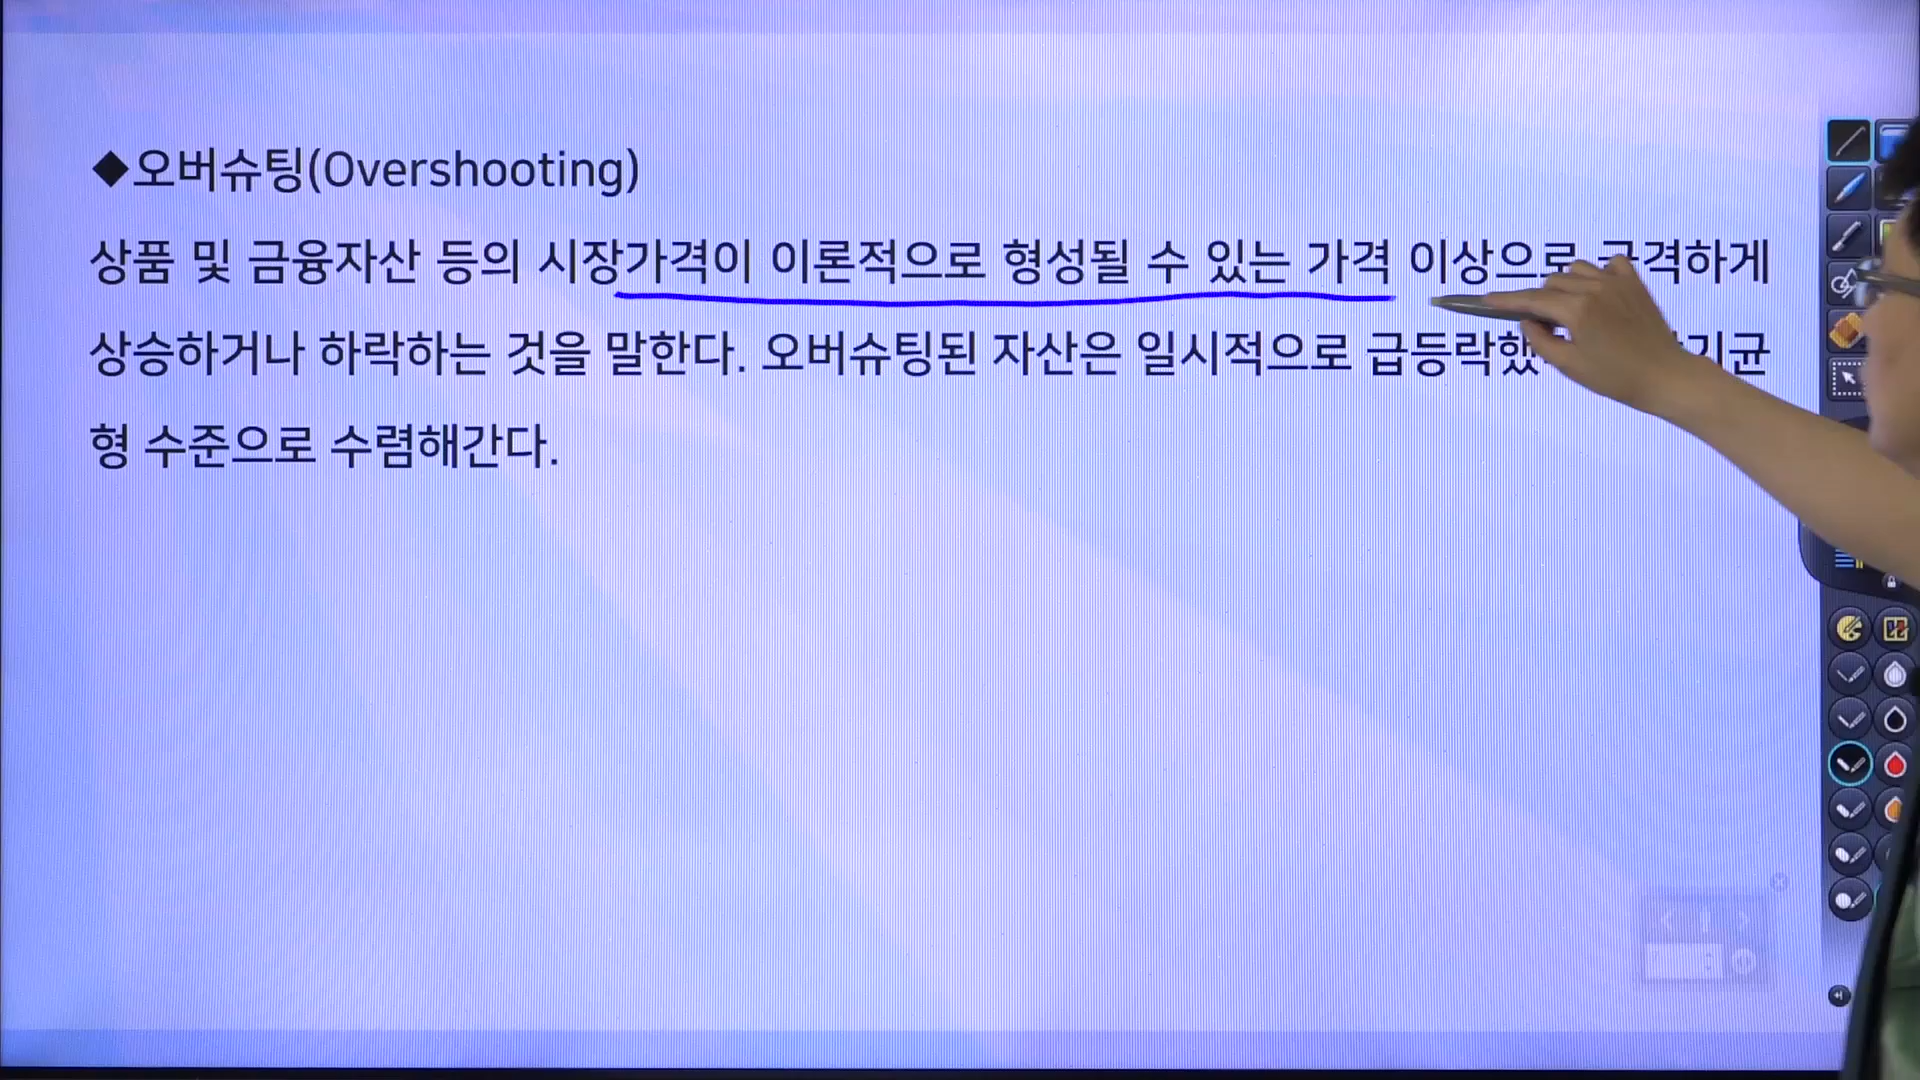 ◆오버슈팅(Overshooting)
상품 및 금융자산 등의 시장가격이 이론적으로 형성될 수 있는 가격 이상으로 급격하게
상승하거나 하락하는 것을 말한다. 오버슈팅된 자산은 일시적으로 급등락했
형 수준으로 수렴해간다.